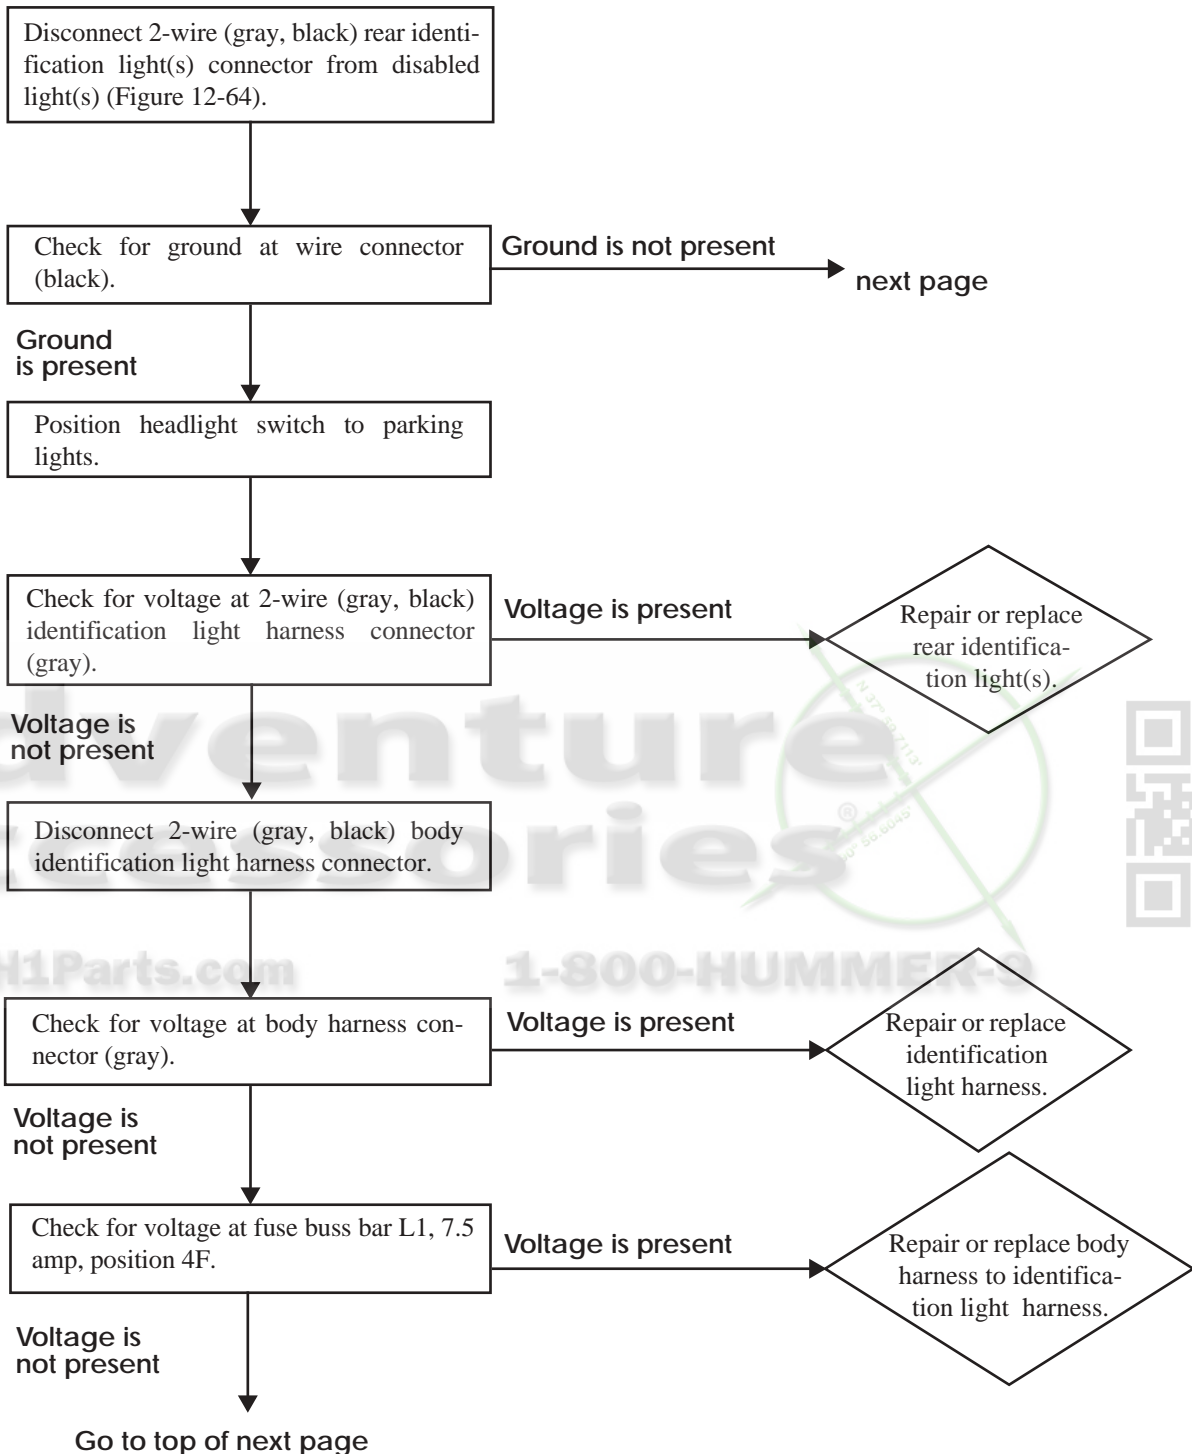 Disconnect 2-wire (gray, black) rear identi-
fication light(s) connector from disabled
light(s) (Figure 12-64).
Check for ground at wire connector
(black).
Ground is not present
next page
Ground
is present
Position headlight switch to parking
lights.
Check for voltage at 2-wire (gray, black)
identification light harness connector
(gray).
Voltage is present
Repair or replace
rear identifica-
tion light(s).
Voltage is
not present
dventure
Disconnect 2-wire (gray, black) body
identification light harness connector.
ccessories
®
H1Parts.com
1-800-HUMMER-9
Check for voltage at body harness con-
nector (gray).
Voltage is present
Repair or replace
identification
light harness.
Voltage is
not present
Check for voltage at fuse buss bar L1, 7.5
amp, position 4F.
Voltage is present
Repair or replace body
harness to identifica-
tion light harness.
Voltage is
not present
Go to top of next page